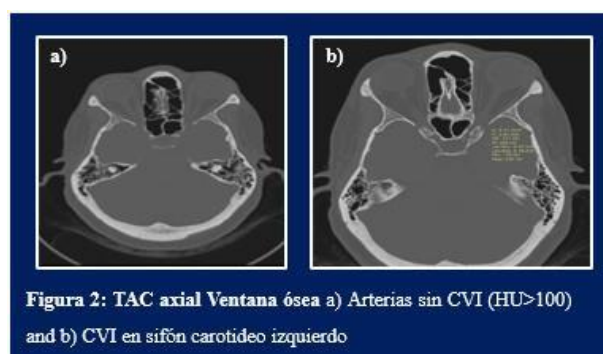 a)
b)
Figura 2: TAC axial Ventana ósea a) Arterias sin CVI (HU>100)
and b) CVI en sifón carotideo izquierdo